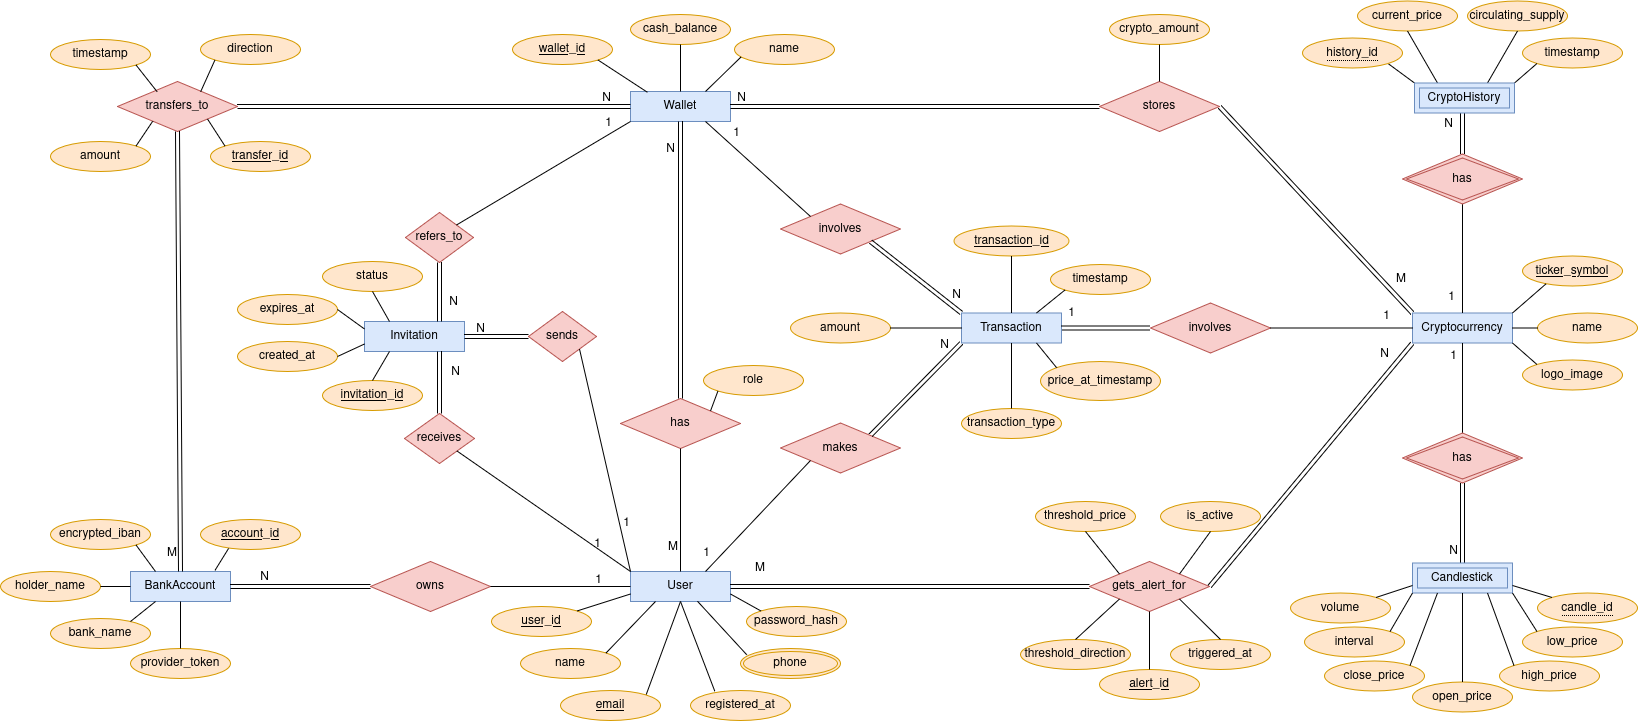 current_price
circulating_supply
cash_balance
crypto_amount
timestamp
direction
wallet_id
name
history_id
timestamp
transfers_to
N
Wallet
N
stores
CryptoHistory
1
1
N
amount
transfer_id
N
has
refers_to
involves
transaction_id
status
timestamp
M
ticker_symbol
expires_at
N
N
1
1
1
Invitation
N
sends
amount
Transaction
involves
Cryptocurrency
name
created_at
N
N
1
N
role
price_at_timestamp
logo_image
invitation_id
has
transaction_type
receives
makes
has
threshold_price
is_active
encrypted_iban
account_id
1
1
M
M
1
N
BankAccount
N
owns
1
User
M
gets_alert_for
Candlestick
holder_name
volume
candle_id
bank_name
user_id
password_hash
interval
low_price
provider_token
name
phone
threshold_direction
triggered_at
close_price
high_price
email
registered_at
alert_id
open_price